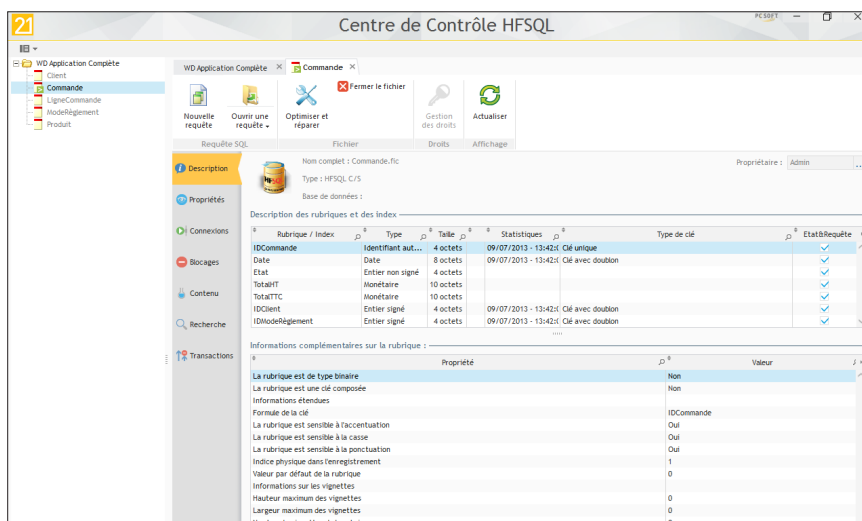 21
Centre de Contrôle HFSQL
PC SOFT
WD Application Complète
Client
Commande
LigneCommande
ModeRèglement
Produit
WD Application Complète
Commande
Nouvelle requête
Ouvrir une requête
Optimiser et réparer
Fermer le fichier
Gestion des droits
Actualiser
Requête SQL
Fichier
Droits
Affichage
Description
Propriétés
Connexions
Blocages
Contenu
Recherche
Transactions
Nom complet : Commande.fic
Type : HFSQL C/S
Base de données :
Propriétaire : Admin ...
Description des rubriques et des index
Rubrique / Index Type Taille Statistiques Type de clé Etat&Requête
IDCommande Identifiant aut... 4 octets 09/07/2013 - 13:42:( Clé unique
Date Date 8 octets 09/07/2013 - 13:42:( Clé avec doublon
Etat Entier non signé 4 octets
TotalHT Monétaire 10 octets
TotalTTC Monétaire 10 octets
IDClient Entier signé 4 octets 09/07/2013 - 13:42:( Clé avec doublon
IDModeRèglement Entier signé 4 octets 09/07/2013 - 13:42:( Clé avec doublon
Informations complémentaires sur la rubrique :
Propriété Valeur
La rubrique est de type binaire Non
La rubrique est une clé composée Non
Informations étendues
Formule de la clé IDCommande
La rubrique est sensible à l'accentuation Oui
La rubrique est sensible à la casse Oui
La rubrique est sensible à la ponctuation Oui
Indice physique dans l'enregistrement 1
Valeur par défaut de la rubrique 0
Informations sur les vignettes
Hauteur maximum des vignettes 0
Largeur maximum des vignettes 0